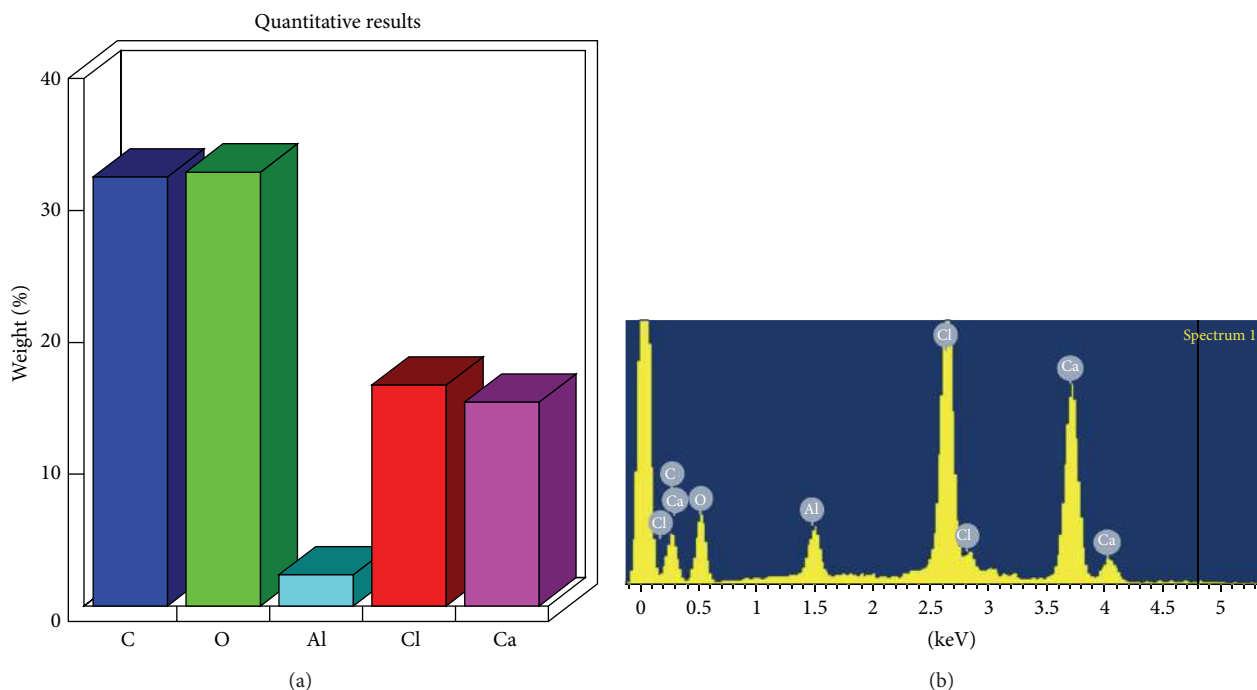 Quantitative results
40
30
20
10
0
Weight (%)
C O Al Cl Ca
(a)
Spectrum 1
Cl
Ca
C
Ca O Al
Cl Cl Ca
0 0.5 1 1.5 2 2.5 3 3.5 4 4.5 5
(keV)
(b)